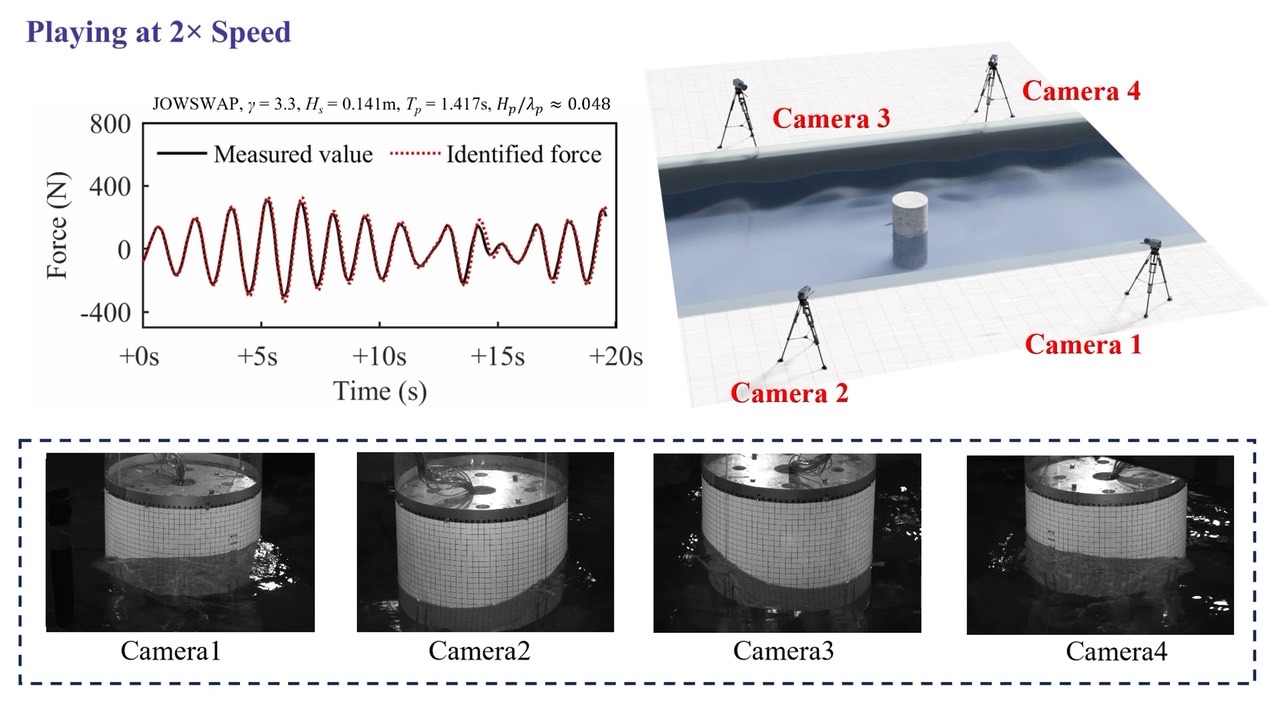 Playing at 2× Speed
JOWSWAP, γ = 3.3, Hₛ = 0.141m, Tₚ = 1.417s, Hₚ/λₚ ≈ 0.048
800
400
0
-400
Force (N)
Measured value
Identified force
+0s +5s +10s +15s +20s
Time (s)
Camera 3
Camera 4
Camera 1
Camera 2
Camera1
Camera2
Camera3
Camera4